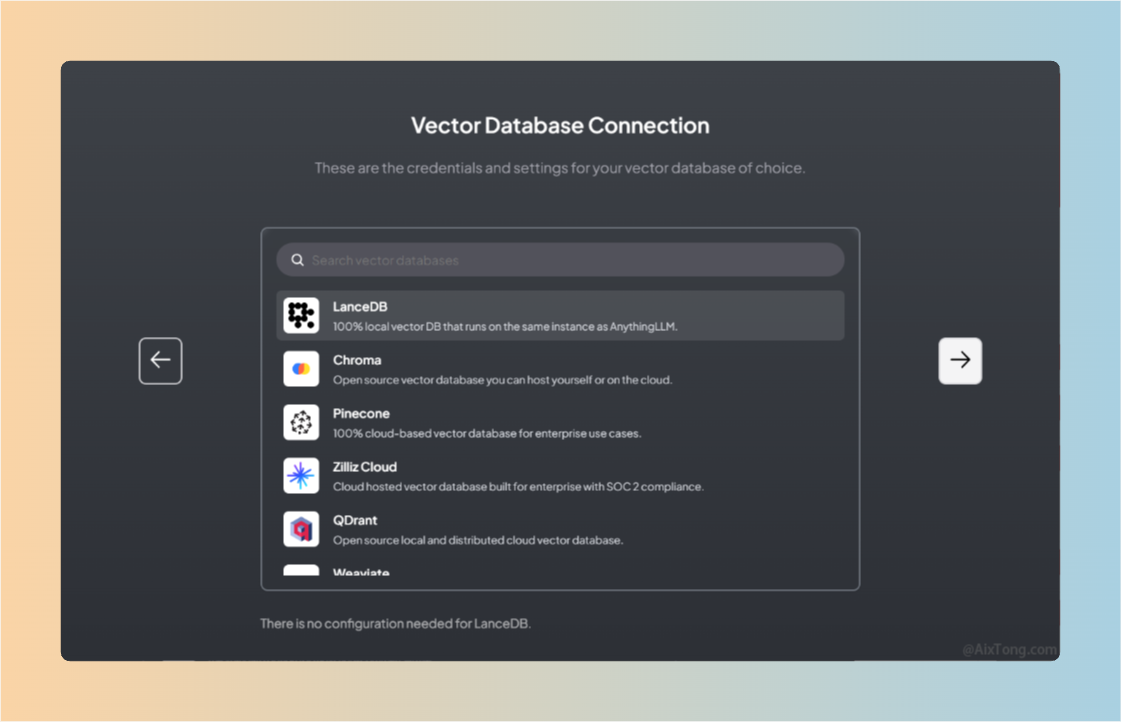 Vector Database Connection
These are the credentials and settings for your vector database of choice.
Search vector databases
LanceDB
100% local vector DB that runs on the same instance as AnythingLLM.
Chroma
Open source vector database you can host yourself or on the cloud.
Pinecone
100% cloud-based vector database for enterprise use cases.
Zilliz Cloud
Cloud hosted vector database built for enterprise with SOC 2 compliance.
QDrant
Open source local and distributed cloud vector database.
Weaviate
There is no configuration needed for LanceDB.
@AixTong.com